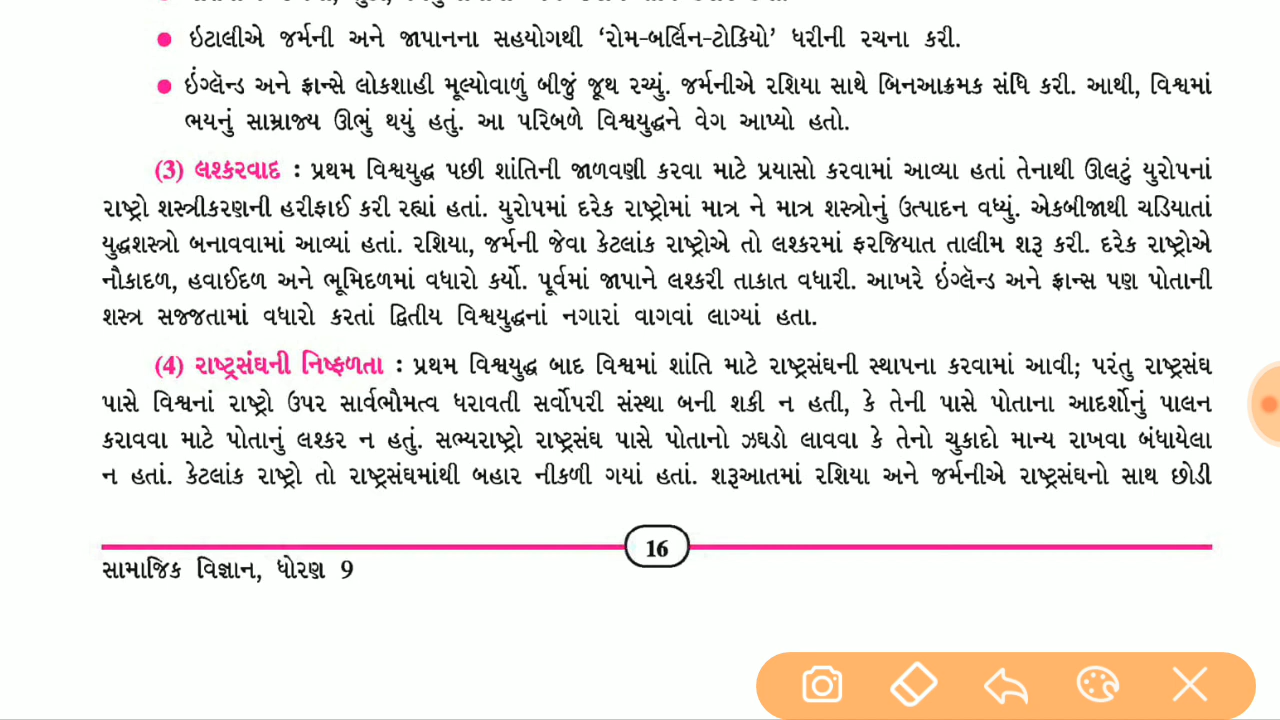 ● ઇટાલીએ જર્મની અને જાપાનના સહયોગથી ‘રોમ-બર્લિન-ટોકિયો’ ધરીની રચના કરી.
● ઇંગ્લૅન્ડ અને ફ્રાન્સે લોકશાહી મૂલ્યોવાળું બીજું જૂથ રચ્યું. જર્મનીએ રશિયા સાથે બિનઆક્રમક સંધિ કરી. આથી, વિશ્વમાં
ભયનું સામ્રાજ્ય ઊભું થયું હતું. આ પરિબળે વિશ્વયુદ્ધને વેગ આપ્યો હતો.
(3) લશ્કરવાદ : પ્રથમ વિશ્વયુદ્ધ પછી શાંતિની જાળવણી કરવા માટે પ્રયાસો કરવામાં આવ્યા હતાં તેનાથી ઊલટું યુરોપનાં
રાષ્ટ્રો શસ્ત્રીકરણની હરીફાઈ કરી રહ્યાં હતાં. યુરોપમાં દરેક રાષ્ટ્રોમાં માત્ર ને માત્ર શસ્ત્રોનું ઉત્પાદન વધ્યું. એકબીજાથી ચડિયાતાં
યુદ્ધશસ્ત્રો બનાવવામાં આવ્યાં હતાં. રશિયા, જર્મની જેવા કેટલાંક રાષ્ટ્રોએ તો લશ્કરમાં ફરજિયાત તાલીમ શરૂ કરી. દરેક રાષ્ટ્રોએ
નૌકાદળ, હવાઈદળ અને ભૂમિદળમાં વધારો કર્યો. પૂર્વમાં જાપાને લશ્કરી તાકાત વધારી. આખરે ઇંગ્લૅન્ડ અને ફ્રાન્સ પણ પોતાની
શસ્ત્ર સજ્જતામાં વધારો કરતાં દ્વિતીય વિશ્વયુદ્ધનાં નગારાં વાગવાં લાગ્યાં હતા.
(4) રાષ્ટ્રસંઘની નિષ્ફળતા : પ્રથમ વિશ્વયુદ્ધ બાદ વિશ્વમાં શાંતિ માટે રાષ્ટ્રસંઘની સ્થાપના કરવામાં આવી; પરંતુ રાષ્ટ્રસંઘ
પાસે વિશ્વનાં રાષ્ટ્રો ઉપર સાર્વભૌમત્વ ધરાવતી સર્વોપરી સંસ્થા બની શકી ન હતી, કે તેની પાસે પોતાના આદર્શોનું પાલન
કરાવવા માટે પોતાનું લશ્કર ન હતું. સભ્યરાષ્ટ્રો રાષ્ટ્રસંઘ પાસે પોતાનો ઝઘડો લાવવા કે તેનો ચુકાદો માન્ય રાખવા બંધાયેલા
ન હતાં. કેટલાંક રાષ્ટ્રો તો રાષ્ટ્રસંઘમાંથી બહાર નીકળી ગયાં હતાં. શરૂઆતમાં રશિયા અને જર્મનીએ રાષ્ટ્રસંઘનો સાથ છોડી
16
સામાજિક વિજ્ઞાન, ધોરણ 9